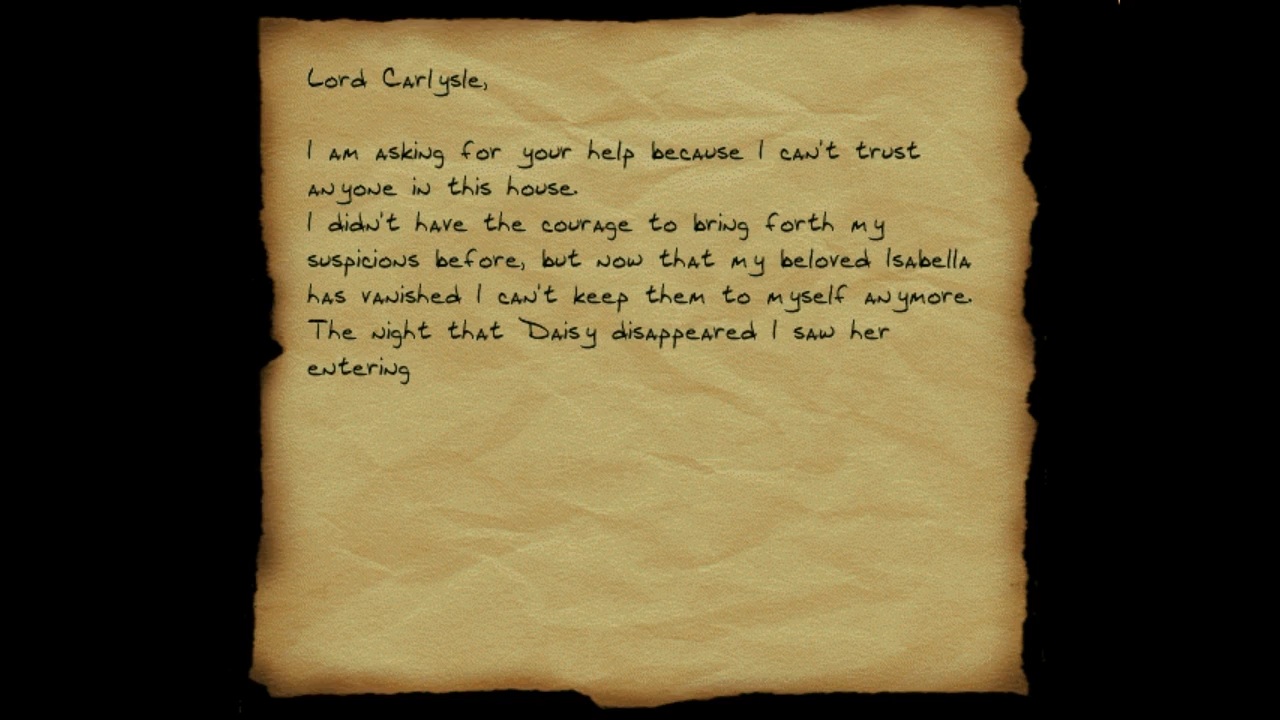 Lord Carlysle,
I am asking for your help because I can't trust
anyone in this house.
I didn't have the courage to bring forth my
suspicions before, but now that my beloved Isabella
has vanished I can't keep them to myself anymore.
The night that Daisy disappeared I saw her
entering